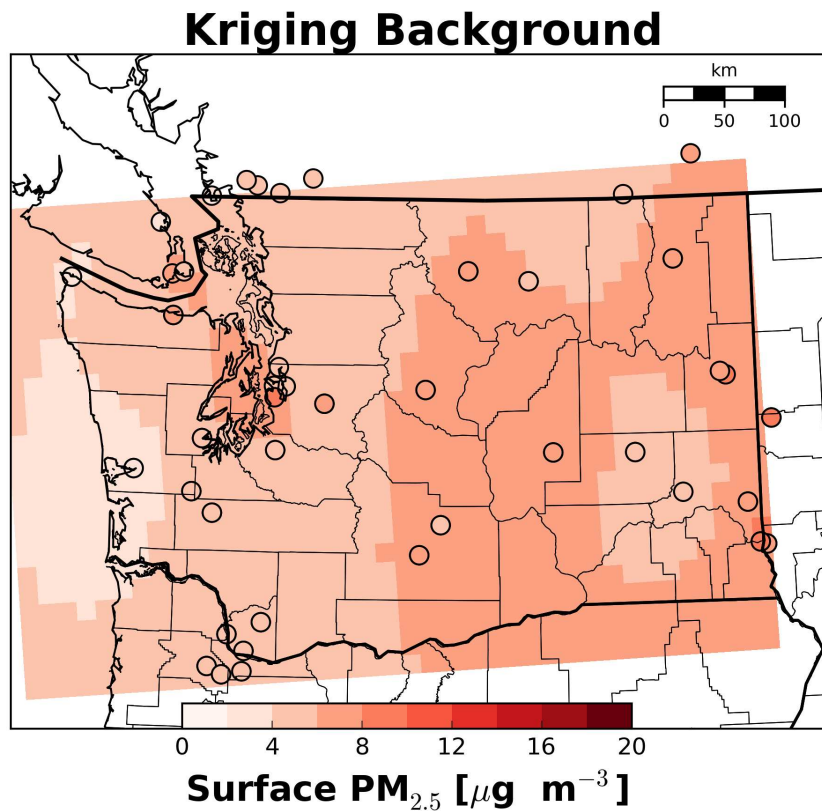 Kriging Background
km
0 50 100
0 4 8 12 16 20
Surface PM₂.₅ [μg m⁻³]